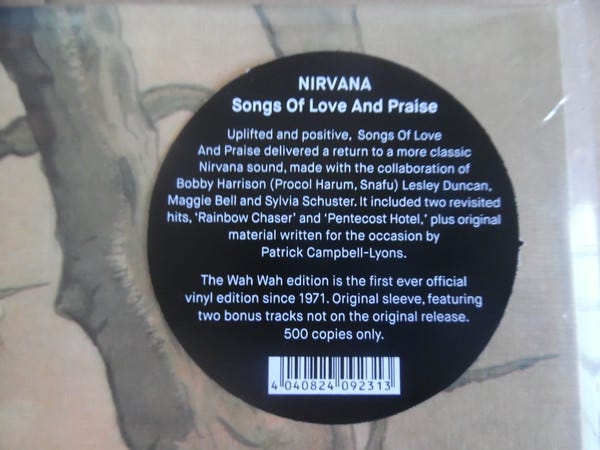 NIRVANA
Songs Of Love And Praise
Uplifted and positive, Songs Of Love
And Praise delivered a return to a more classic
Nirvana sound, made with the collaboration of
Bobby Harrison (Procol Harum, Snafu) Lesley Duncan,
Maggie Bell and Sylvia Schuster. It included two revisited
hits, ‘Rainbow Chaser’ and ‘Pentecost Hotel,’ plus original
material written for the occasion by
Patrick Campbell-Lyons.
The Wah Wah edition is the first ever official
vinyl edition since 1971. Original sleeve, featuring
two bonus tracks not on the original release.
500 copies only.
4 040824 092313